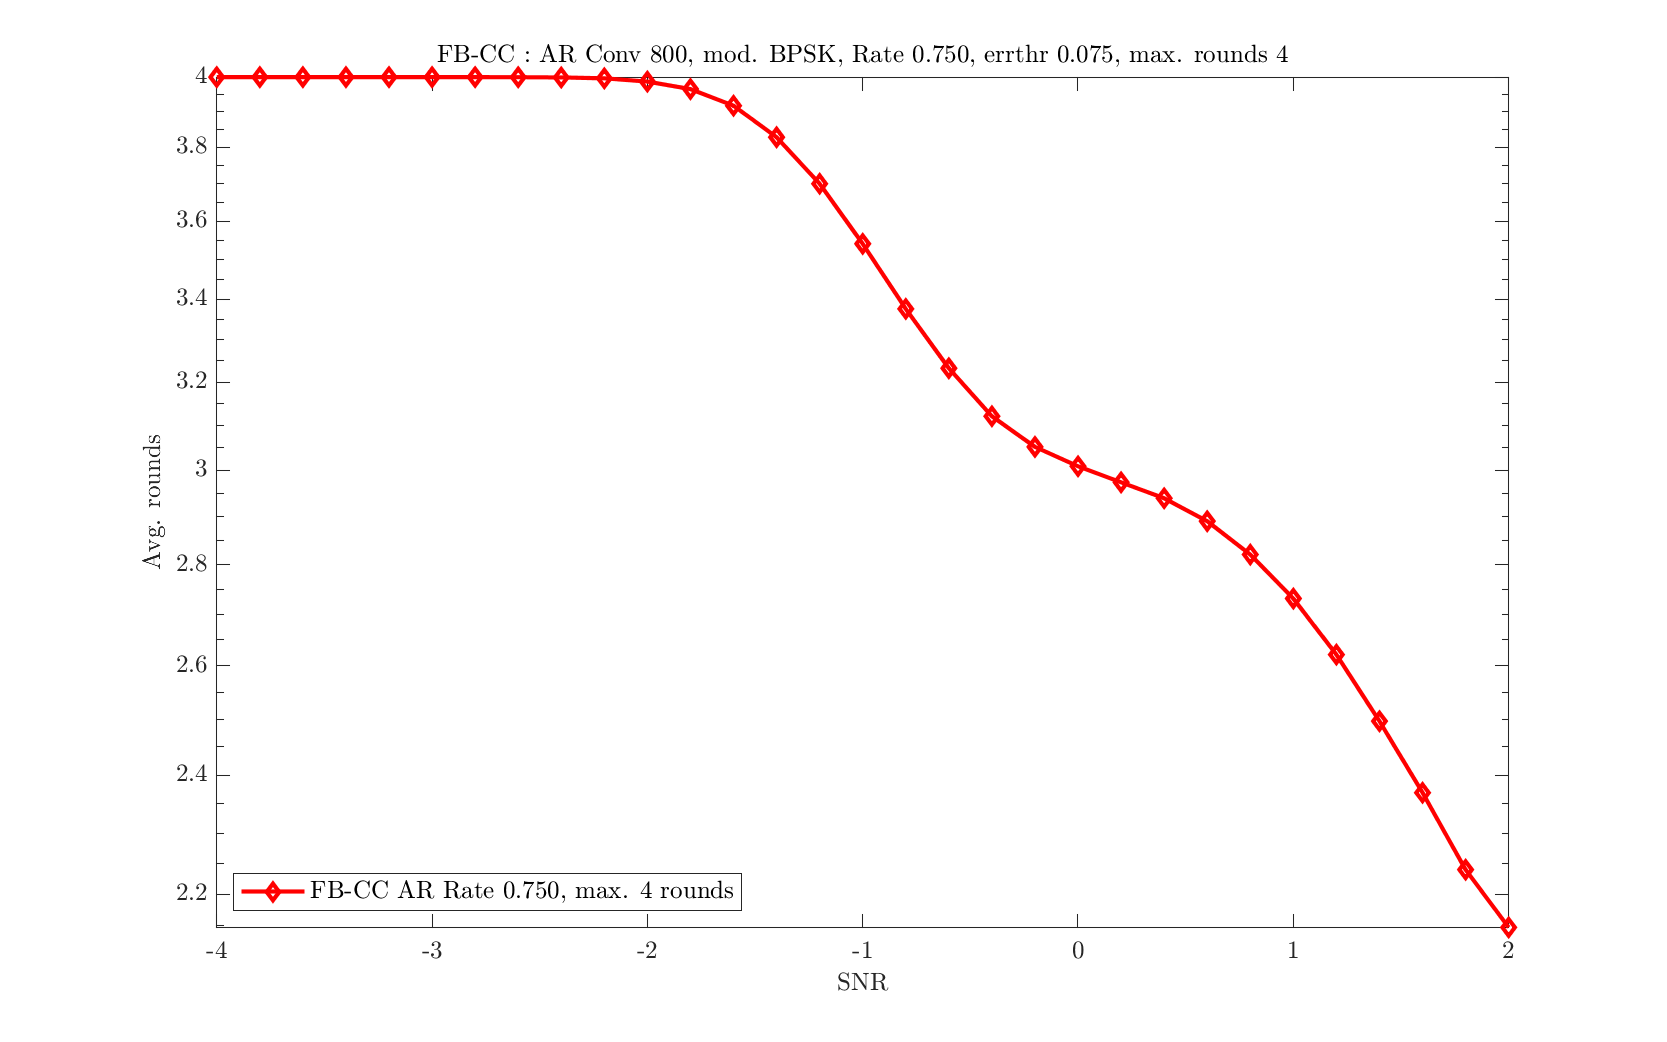 FB-CC : AR Conv 800, mod. BPSK, Rate 0.750, errthr 0.075, max. rounds 4
4
3.8
3.6
3.4
3.2
3
2.8
2.6
2.4
2.2
Avg. rounds
FB-CC AR Rate 0.750, max. 4 rounds
-4 -3 -2 -1 0 1 2
SNR